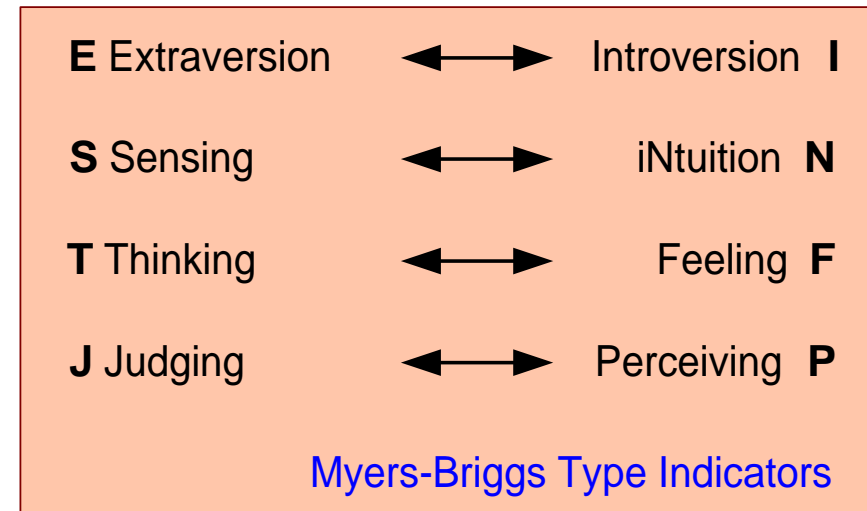 E Extraversion Introversion I
S Sensing iNtuition N
T Thinking Feeling F
J Judging Perceiving P
Myers-Briggs Type Indicators